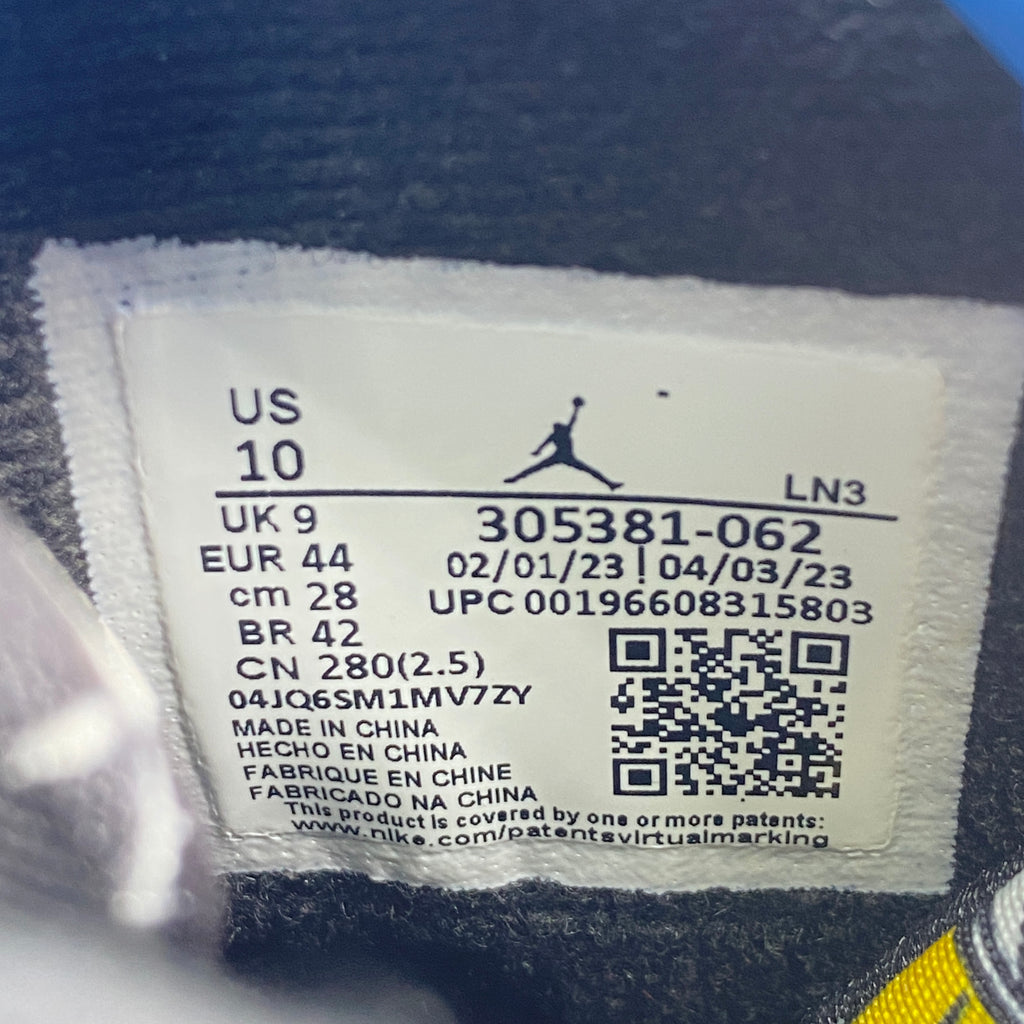 US
10
LN3
UK 9
305381-062
EUR 44
02/01/23 | 04/03/23
cm 28
UPC 00196608315803
BR 42
CN 280(2.5)
04JQ6SM1MV7ZY
MADE IN CHINA
HECHO EN CHINA
FABRIQUE EN CHINE
FABRICADO NA CHINA
This product is covered by one or more patents:
www.nike.com/patentsvirtualmarking